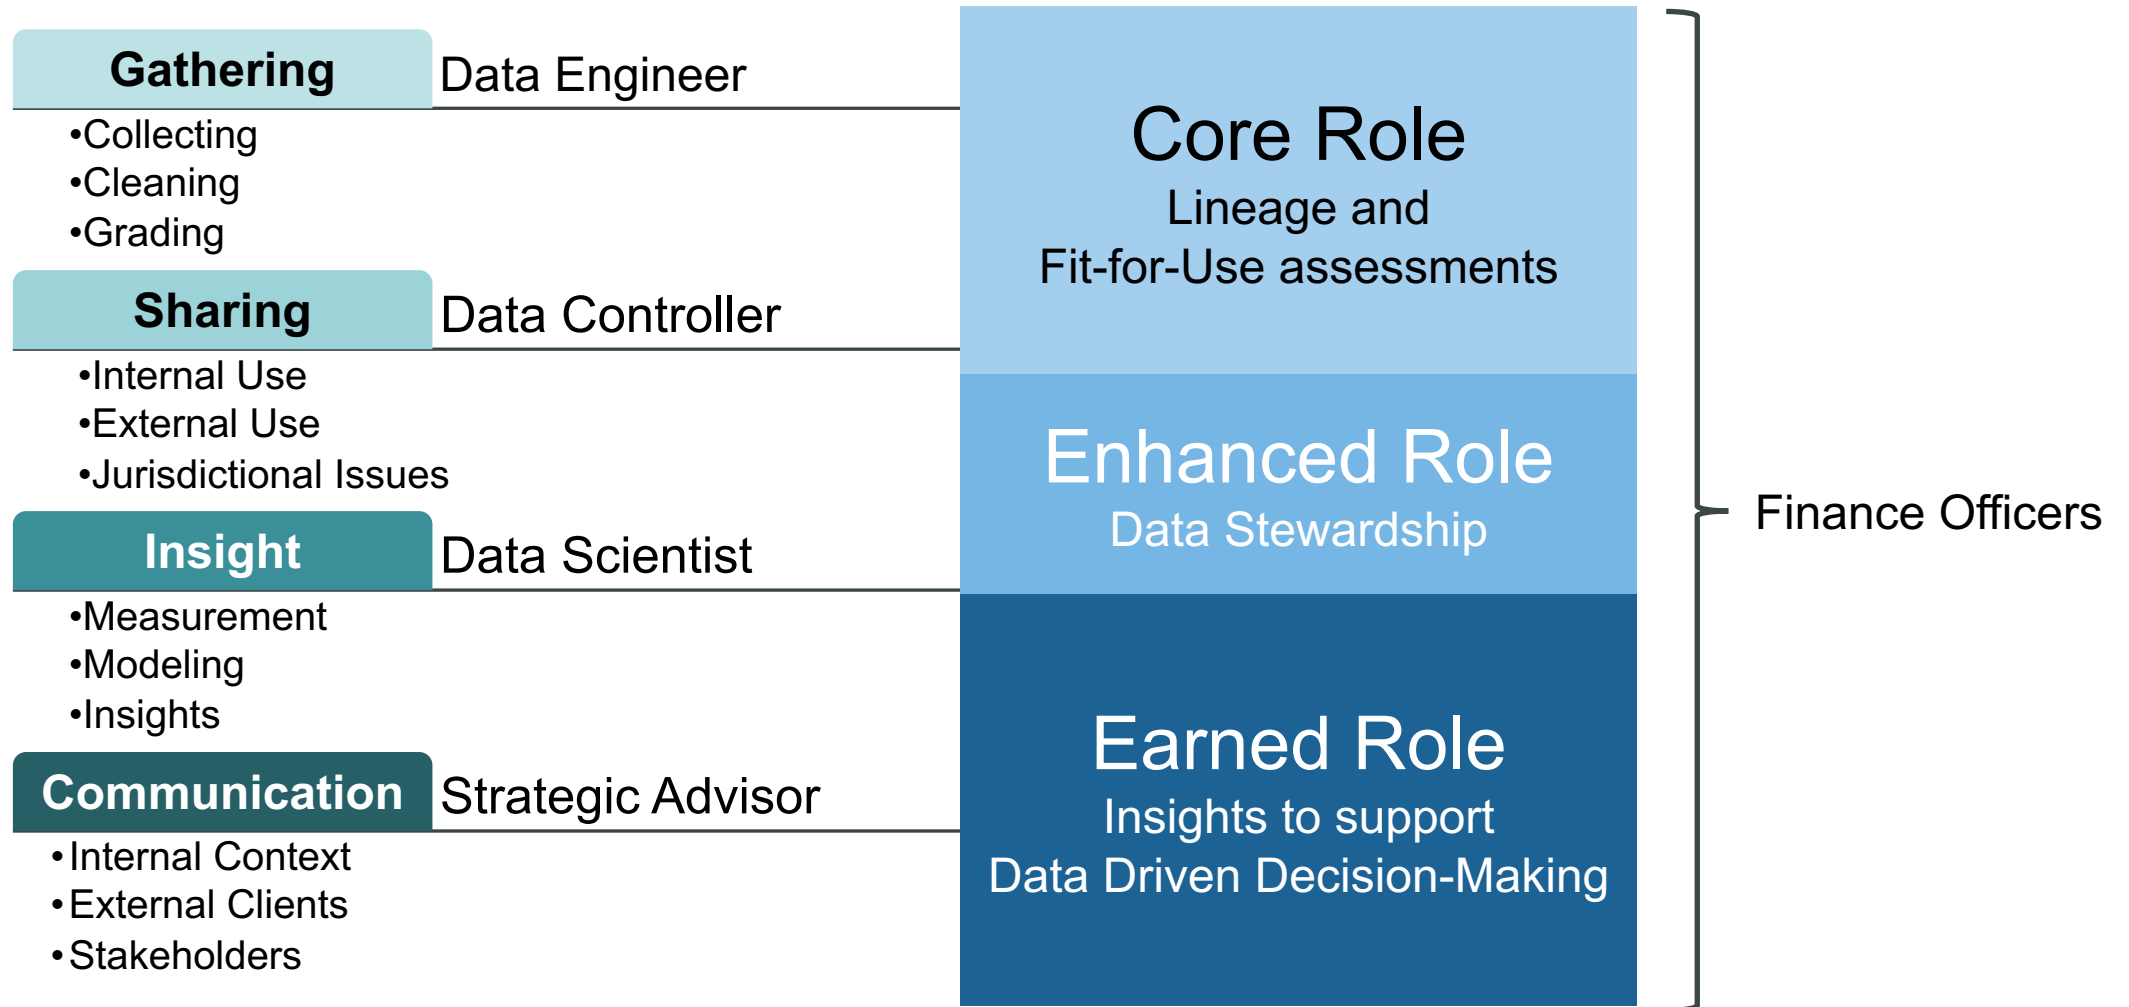 Gathering
Data Engineer
•Collecting
•Cleaning
•Grading
Sharing
Data Controller
•Internal Use
•External Use
•Jurisdictional Issues
Insight
Data Scientist
•Measurement
•Modeling
•Insights
Communication
Strategic Advisor
•Internal Context
•External Clients
•Stakeholders
Core Role
Lineage and
Fit-for-Use assessments
Enhanced Role
Data Stewardship
Earned Role
Insights to support
Data Driven Decision-Making
Finance Officers